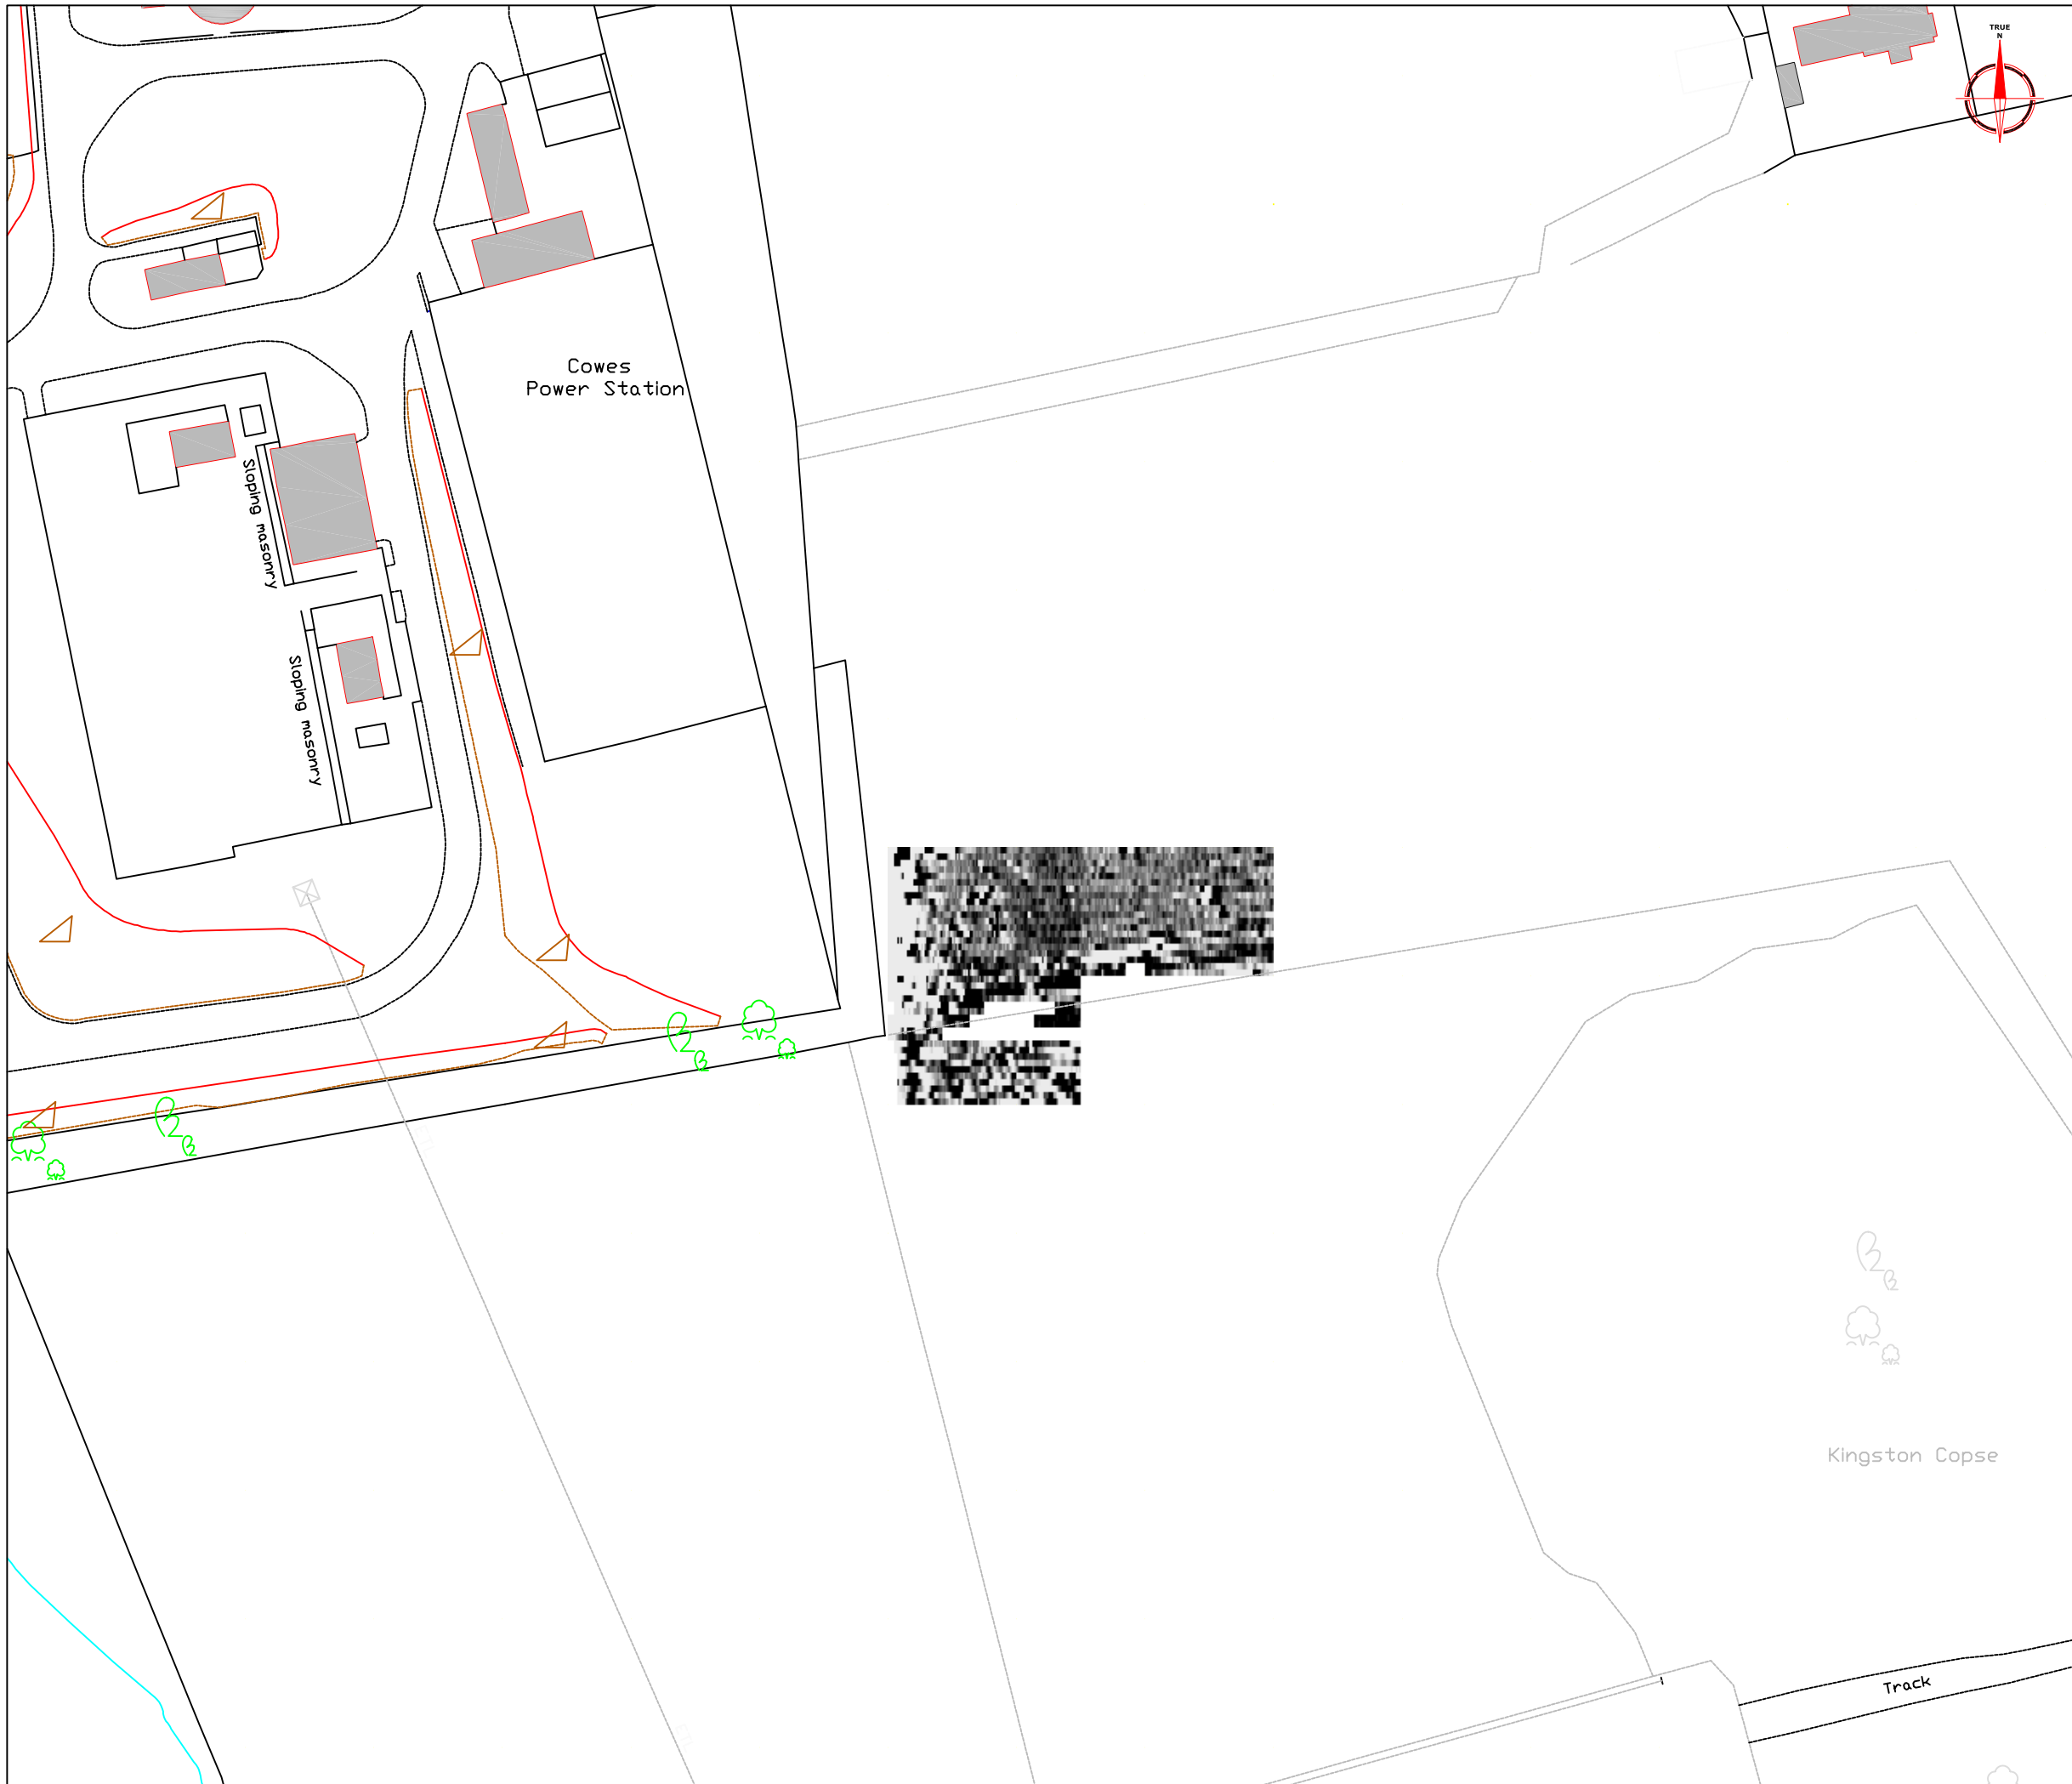 TRUE
N
Cowes
Power Station
Sloping masonry
Sloping masonry
Kingston Copse
Track